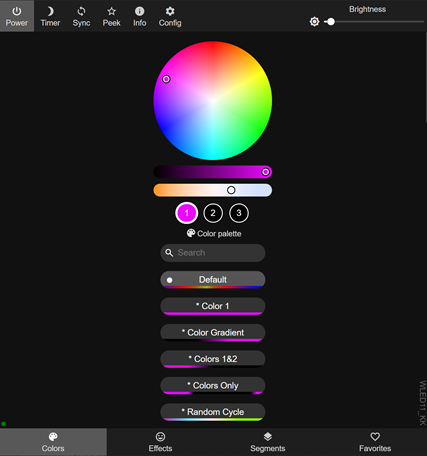 Power
Timer
Sync
Peek
Info
Config
Brightness
1
2
3
Color palette
Search
Default
* Color 1
* Color Gradient
* Colors 1&2
* Colors Only
* Random Cycle
WLED11_KK
Colors
Effects
Segments
Favorites